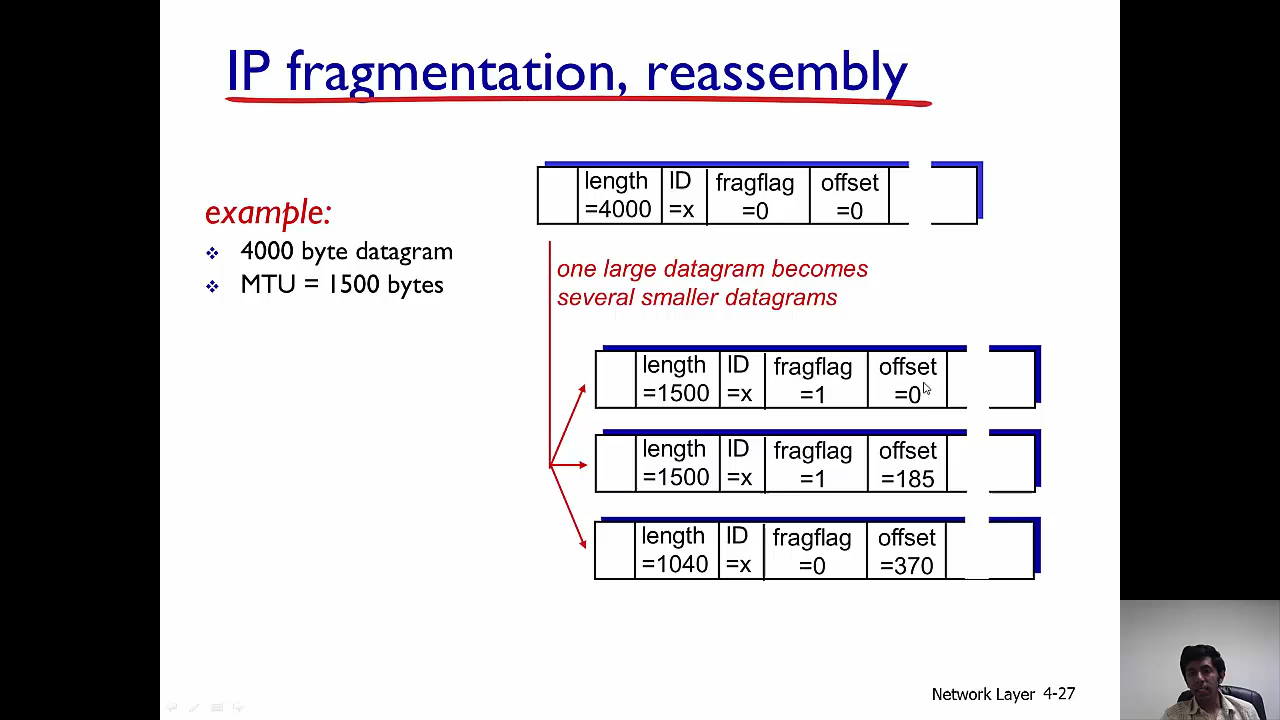 IP fragmentation, reassembly
example:
4000 byte datagram
MTU = 1500 bytes
length ID fragflag offset
=4000 =x =0 =0
one large datagram becomes
several smaller datagrams
length ID fragflag offset
=1500 =x =1 =0
length ID fragflag offset
=1500 =x =1 =185
length ID fragflag offset
=1040 =x =0 =370
Network Layer 4-27